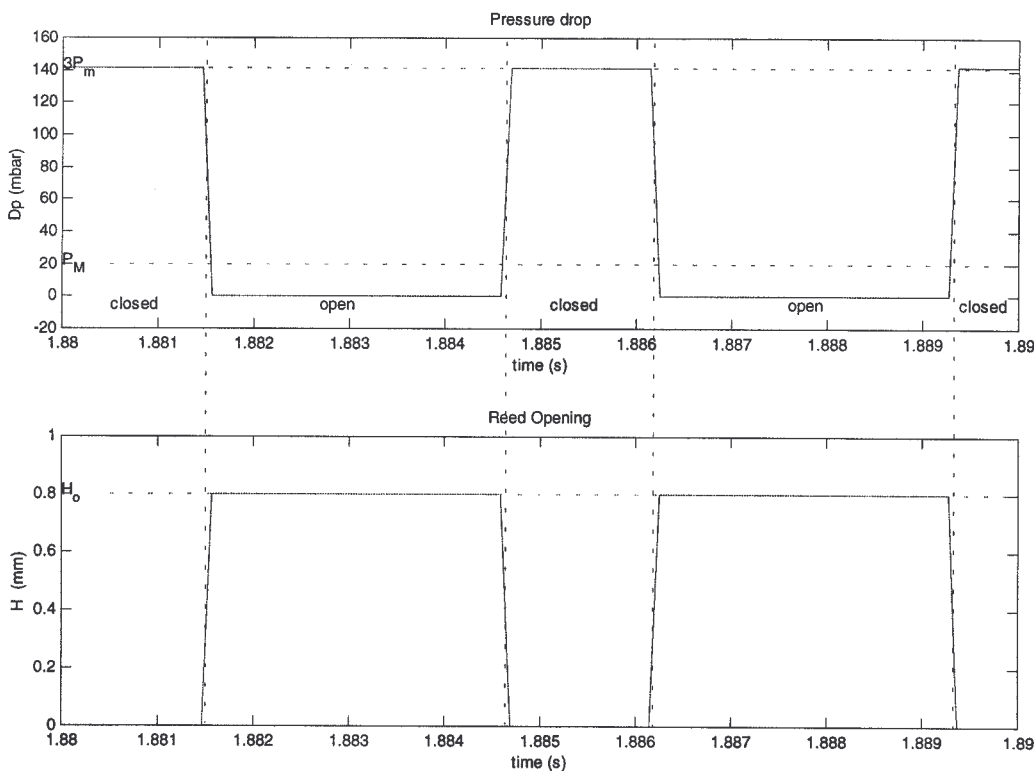 Pressure drop
160
3P_m
140
120
100
80
60
40
P_M
20
0
-20
Dp (mbar)
closed open closed open closed
1.88 1.881 1.882 1.883 1.884 1.885 1.886 1.887 1.888 1.889 1.89
time (s)
Reed Opening
1
H_o
0.8
0.6
0.4
0.2
0
H (mm)
1.88 1.881 1.882 1.883 1.884 1.885 1.886 1.887 1.888 1.889 1.89
time (s)